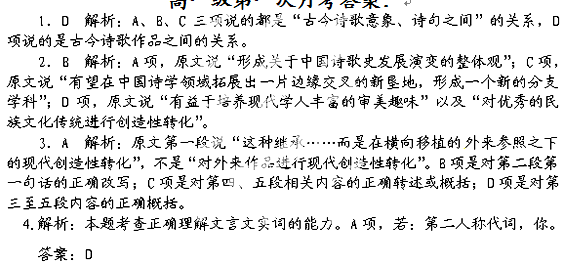 1．D　解析：A、B、C 三项说的都是“古今诗歌意象、诗句之间”的关系，D
项说的是古今诗歌作品之间的关系。
2．B　解析：A项，原文说“形成关于中国诗歌史发展演变的整体观”；C项，
原文说“有望在中国诗学领域拓展出一片边缘交叉的新垦地，形成一个新的分支
学科”；D 项，原文说“有益于培养现代学人丰富的审美趣味”以及“对优秀的民
族文化传统进行创造性转化”。
3．A　解析：原文第一段说“这种继承……而是在横向移植的外来参照之下
的现代创造性转化”，不是“对外来作品进行现代创造性转化”。B项是对第二段第
一句话的正确改写；C项是对第四、五段相关内容的正确转述或概括；D项是对第
三至五段内容的正确概括。
4.解析：本题考查正确理解文言文实词的能力。A项，若：第二人称代词，你。
答案：D